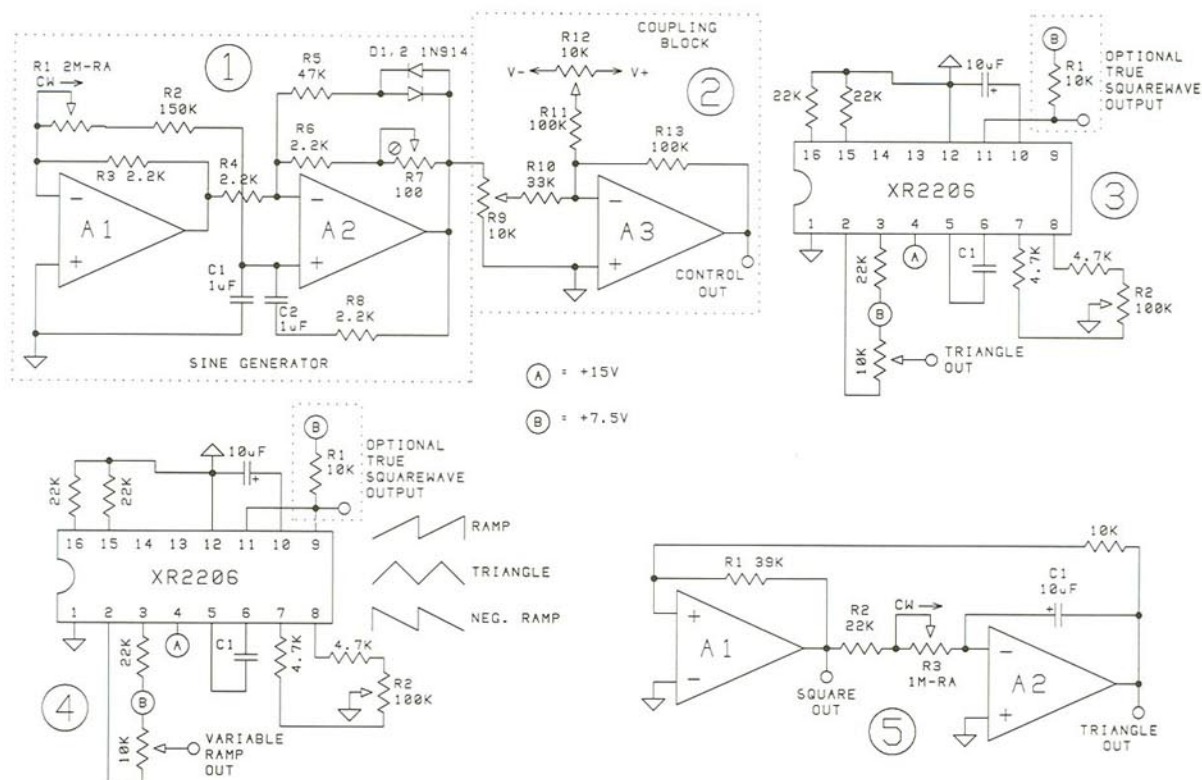 1
R1 2M-RA
CW
R2
150K
R3 2.2K
R4
2.2K
A1
-
+
C1
1uF
D1,2 1N914
R5
47K
R6
2.2K
R7
100
A2
-
+
C2
1uF
R8
2.2K
SINE GENERATOR
COUPLING
BLOCK
2
R12
10K
V-
V+
R11
100K
R13
100K
R10
33K
R9
10K
A3
-
+
CONTROL
OUT
3
22K
22K
10uF
+
B
R1
10K
OPTIONAL
TRUE
SQUAREWAVE
OUTPUT
16 15 14 13 12 11 10 9
XR2206
1 2 3 4 5 6 7 8
22K
A
C1
4.7K
4.7K
R2
100K
B
10K
TRIANGLE
OUT
A = +15V
B = +7.5V
4
22K
22K
10uF
+
B
R1
10K
OPTIONAL
TRUE
SQUAREWAVE
OUTPUT
16 15 14 13 12 11 10 9
XR2206
1 2 3 4 5 6 7 8
22K
A
C1
4.7K
4.7K
R2
100K
B
10K
VARIABLE
RAMP
OUT
RAMP
TRIANGLE
NEG. RAMP
5
10K
R1 39K
A1
+
-
R2
22K
CW
R3
1M-RA
C1
10uF
+
A2
-
+
SQUARE
OUT
TRIANGLE
OUT